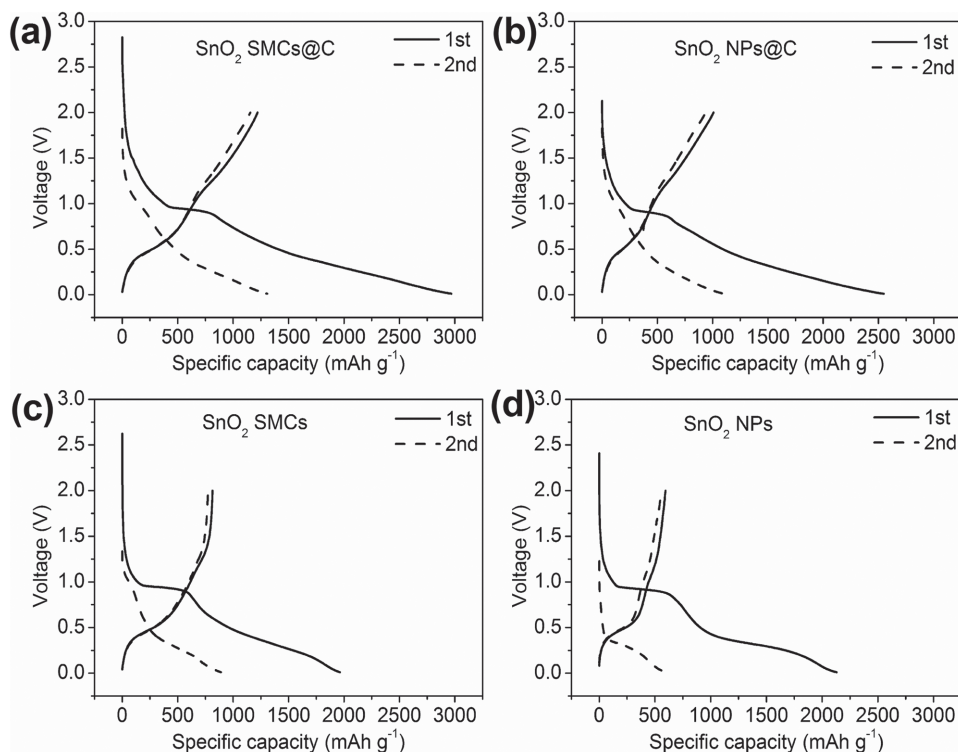 (a)
SnO₂ SMCs@C
1st
2nd
3.0
2.5
2.0
1.5
1.0
0.5
0.0
Voltage (V)
0 500 1000 1500 2000 2500 3000
Specific capacity (mAh g⁻¹)
(b)
SnO₂ NPs@C
1st
2nd
3.0
2.5
2.0
1.5
1.0
0.5
0.0
Voltage (V)
0 500 1000 1500 2000 2500 3000
Specific capacity (mAh g⁻¹)
(c)
SnO₂ SMCs
1st
2nd
3.0
2.5
2.0
1.5
1.0
0.5
0.0
Voltage (V)
0 500 1000 1500 2000 2500 3000
Specific capacity (mAh g⁻¹)
(d)
SnO₂ NPs
1st
2nd
3.0
2.5
2.0
1.5
1.0
0.5
0.0
Voltage (V)
0 500 1000 1500 2000 2500 3000
Specific capacity (mAh g⁻¹)